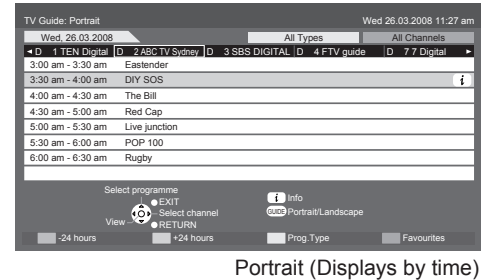 TV Guide: Portrait Wed 26.03.2008 11:27 am
Wed, 26.03.2008 All Types All Channels
D 1 TEN Digital D 2 ABC TV Sydney D 3 SBS DIGITAL D 4 FTV guide D 7 7 Digital
3:00 am - 3:30 am Eastender
3:30 am - 4:00 am DIY SOS i
4:00 am - 4:30 am The Bill
4:30 am - 5:00 am Red Cap
5:00 am - 5:30 am Live junction
5:30 am - 6:00 am POP 100
6:00 am - 6:30 am Rugby
Select programme
EXIT i Info
Select channel GUIDE Portrait/Landscape
View
RETURN
-24 hours +24 hours Prog.Type Favourites
Portrait (Displays by time)